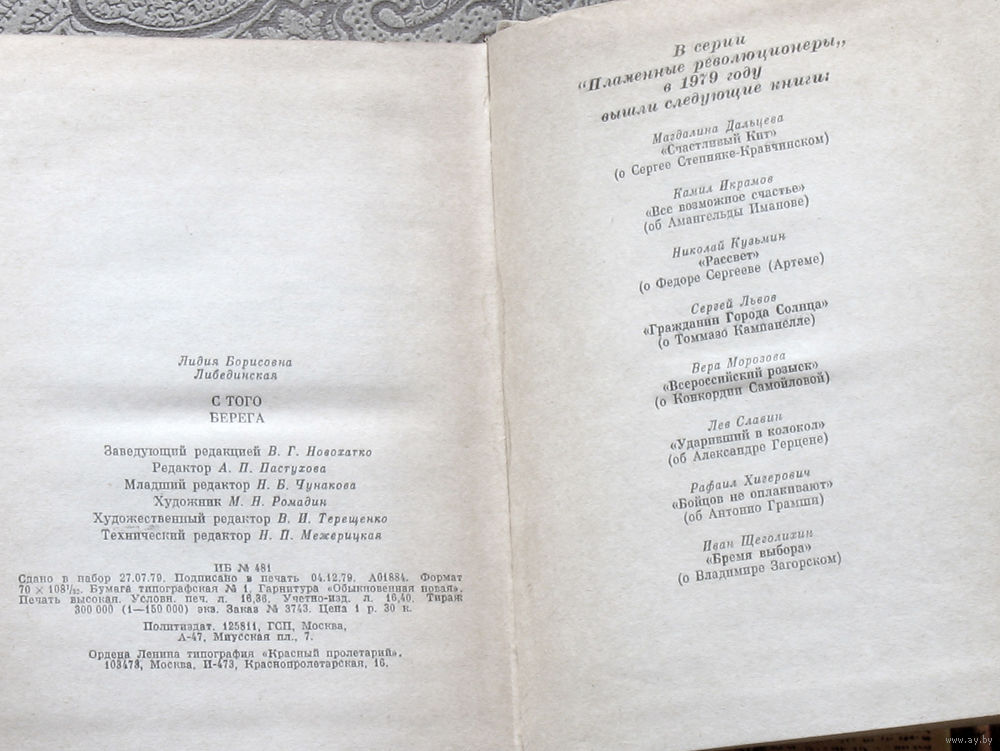 Лидия Борисовна
Либединская
С ТОГО
БЕРЕГА
Заведующий редакцией В. Г. Новохатко
Редактор А. П. Пастухова
Младший редактор Н. Б. Чунакова
Художник М. Н. Ромадин
Художественный редактор В. И. Терещенко
Технический редактор Н. П. Межерицкая
ИБ № 481
Сдано в набор 27.07.79. Подписано в печать 04.12.79. А01884. Формат
70 × 108 1/32. Бумага типографская № 1. Гарнитура «Обыкновенная новая».
Печать высокая. Условн. печ. л. 16,36. Учетно-изд. л. 16,40. Тираж
300 000 (1—150 000) экз. Заказ № 3743. Цена 1 р. 30 к.
Политиздат. 125811, ГСП, Москва,
А-47, Миусская пл., 7.
Ордена Ленина типография «Красный пролетарий».
103473, Москва, И-473, Краснопролетарская, 16.
В серии
„Пламенные революционеры„
в 1979 году
вышли следующие книги:
Магдалина Дальцева
«Счастливый Кит»
(о Сергее Степняке-Кравчинском)
Камил Икрамов
«Все возможное счастье»
(об Амангельды Иманове)
Николай Кузьмин
«Рассвет»
(о Федоре Сергееве (Артеме)
Сергей Львов
«Гражданин Города Солнца»
(о Томмазо Кампанелле)
Вера Морозова
«Всероссийский розыск»
(о Конкордии Самойловой)
Лев Славин
«Ударивший в колокол»
(об Александре Герцене)
Рафаил Хигерович
«Бойцов не оплакивают»
(об Антонио Грамши)
Иван Щеголихин
«Бремя выбора»
(о Владимире Загорском)
www.ay.by